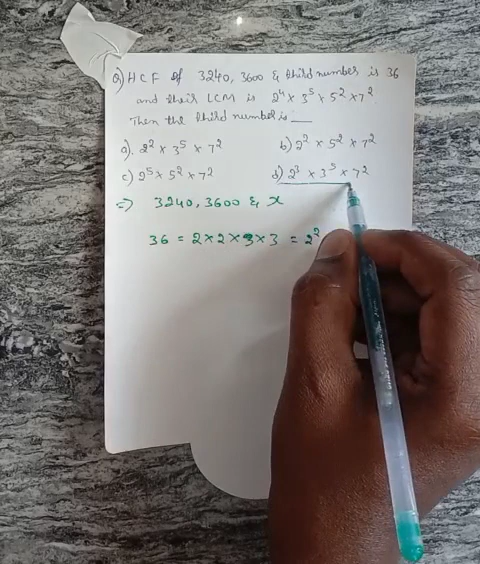 Q) HCF of 3240, 3600 & third number is 36
and their LCM is 2⁴ × 3⁵ × 5² × 7²
Then the third number is __
a). 2² × 3⁵ × 7² b) 2² × 5² × 7²
c) 2⁵ × 5² × 7² d) 2³ × 3⁵ × 7²
=> 3240, 3600 & x
36 = 2×2×3×3 = 2²